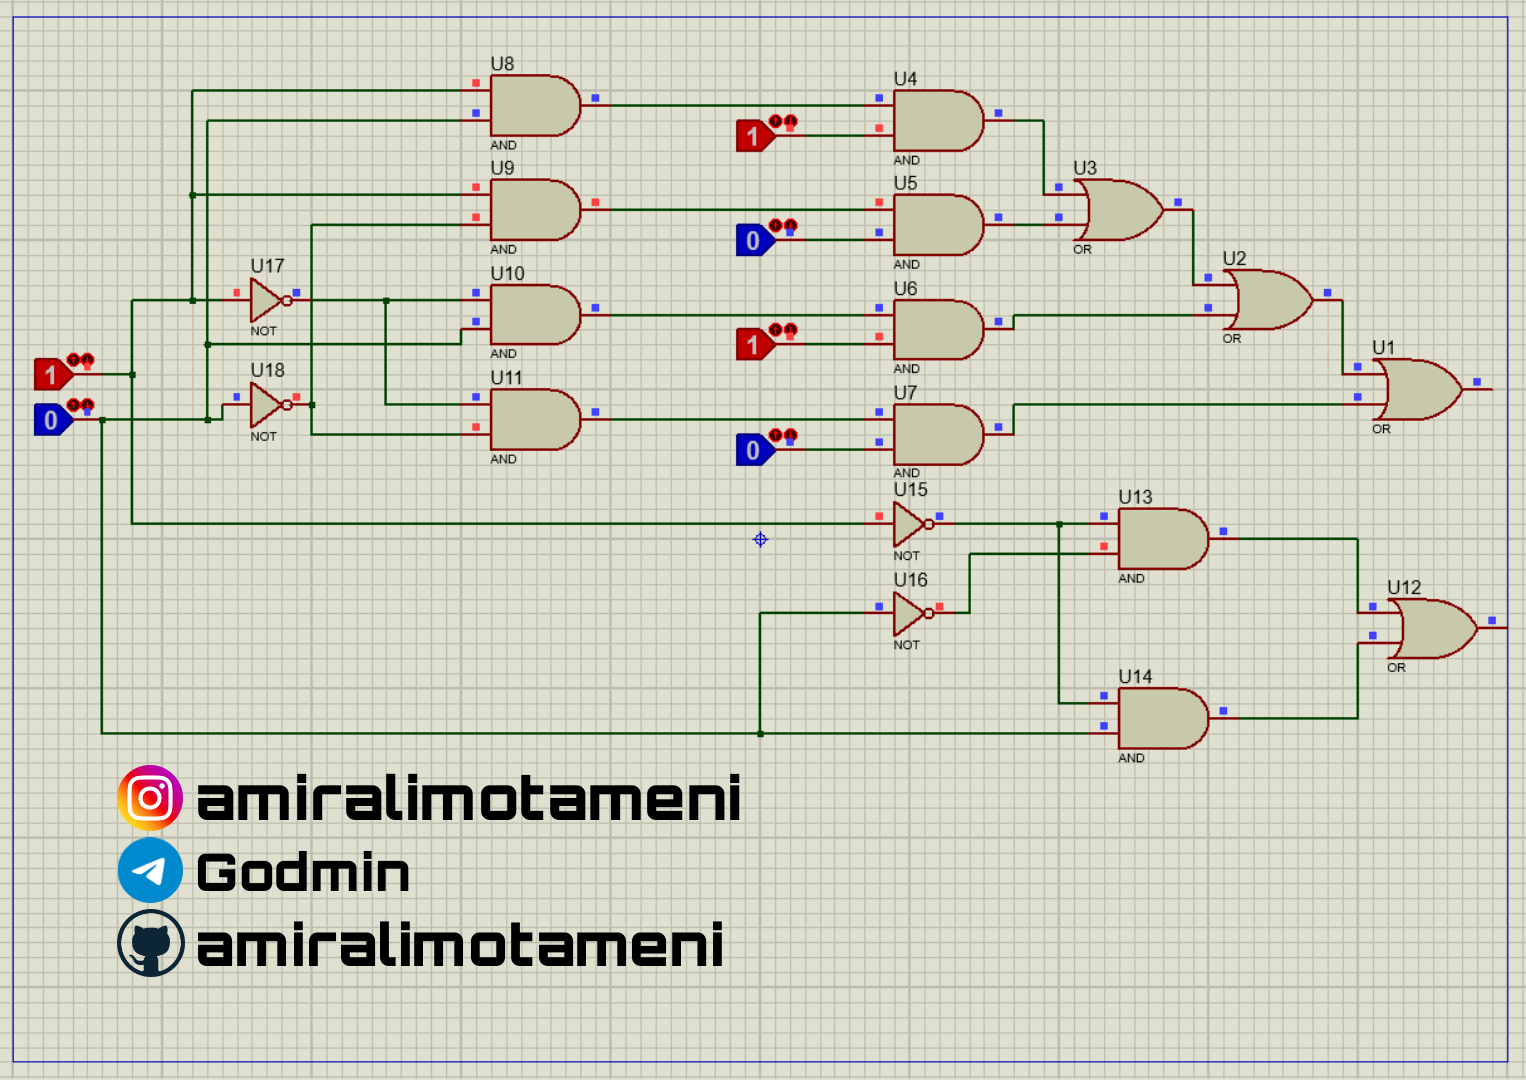 U8
AND
U4
1
AND
U9
AND
U5
0
AND
U3
OR
U17
NOT
U10
AND
U6
1
AND
U2
OR
1
0
U18
NOT
U11
AND
U7
0
AND
U1
OR
U15
NOT
U13
AND
U16
NOT
U12
OR
U14
AND
amiralimotameni
Godmin
amiralimotameni